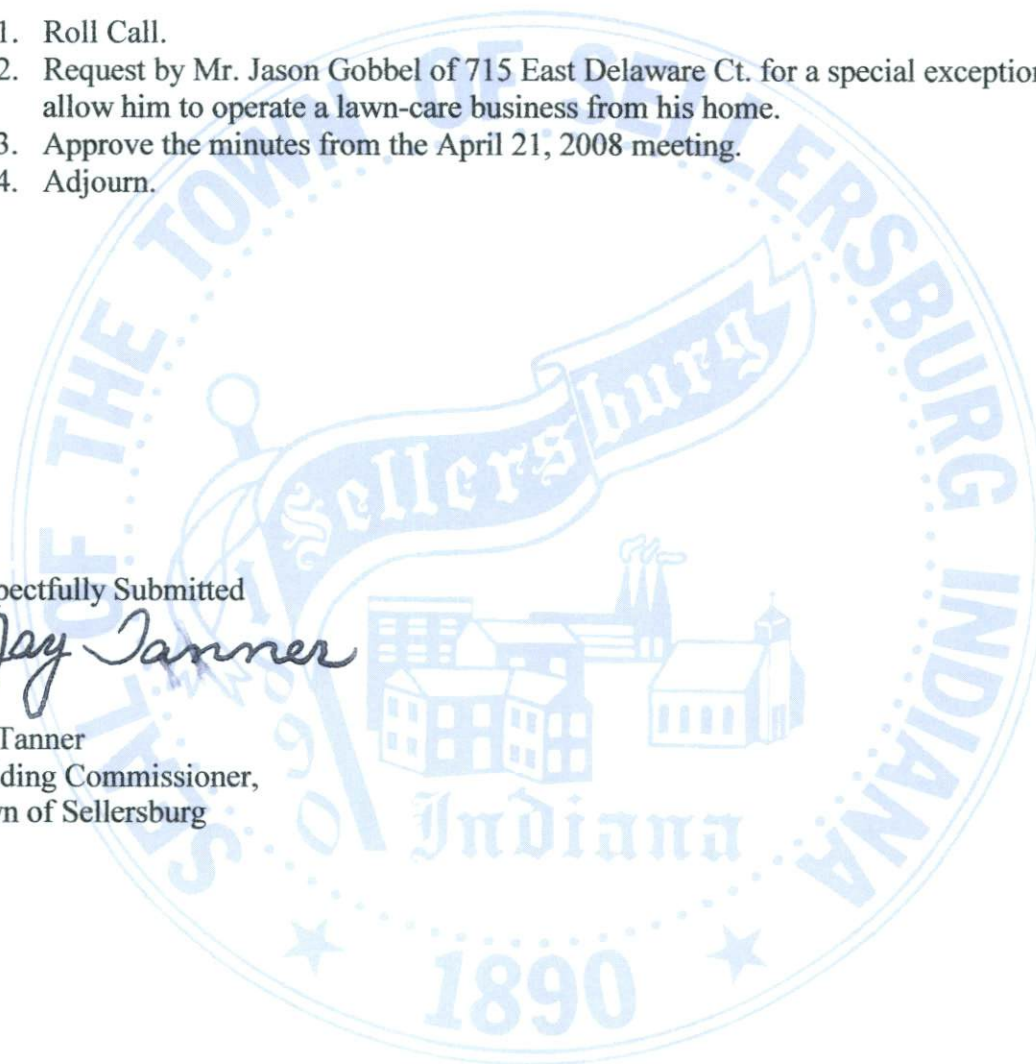 1. Roll Call.
2. Request by Mr. Jason Gobbel of 715 East Delaware Ct. for a special exception
allow him to operate a lawn-care business from his home.
3. Approve the minutes from the April 21, 2008 meeting.
4. Adjourn.
SEAL OF THE TOWN OF SELLERSBURG INDIANA
Sellersburg
1890
pectfully Submitted
Jay Tanner
Tanner
ding Commissioner,
n of Sellersburg
Indiana
1890